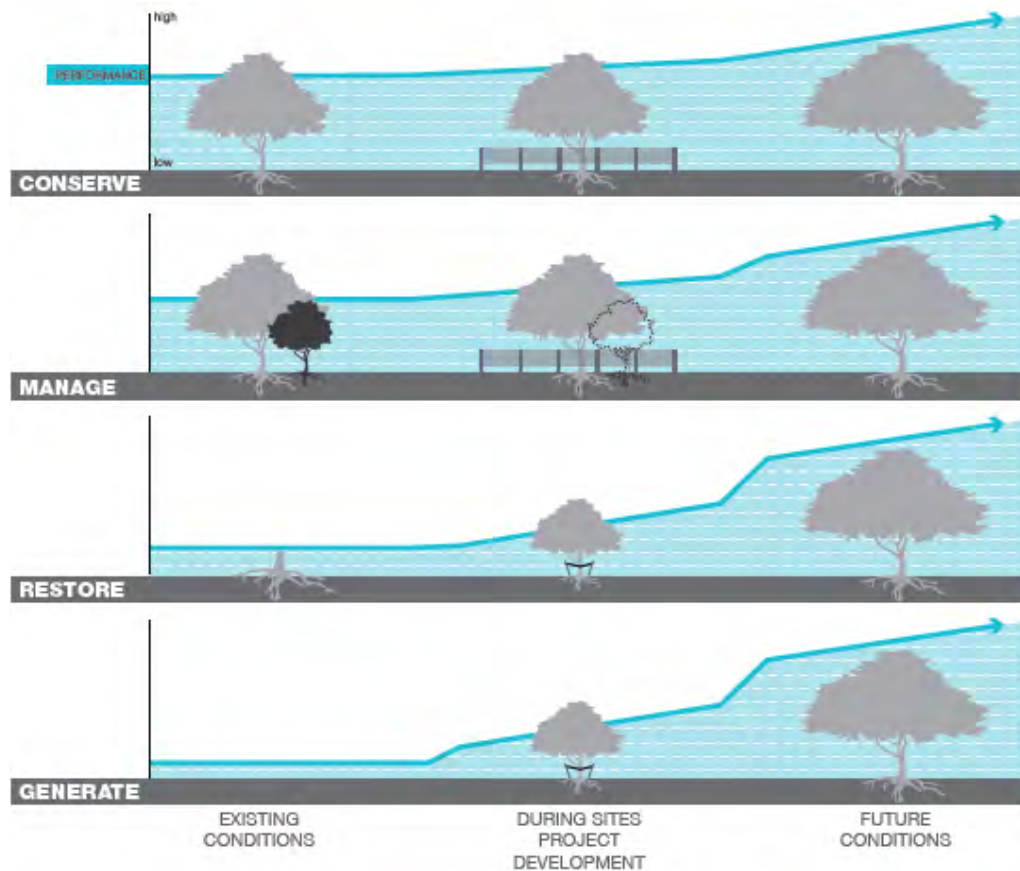 high
PERFORMANCE
low
CONSERVE
MANAGE
RESTORE
GENERATE
EXISTING
CONDITIONS
DURING SITES
PROJECT
DEVELOPMENT
FUTURE
CONDITIONS